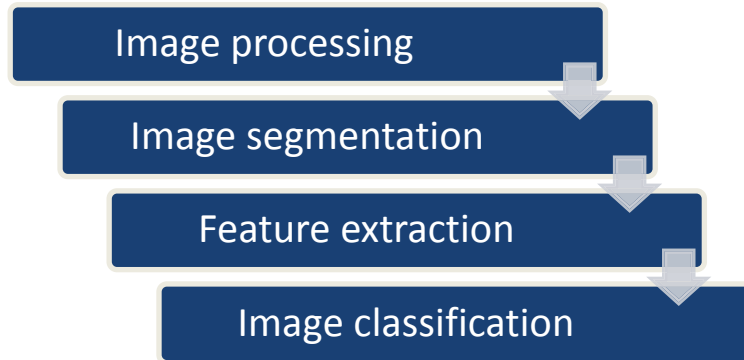 Image processing
Image segmentation
Feature extraction
Image classification